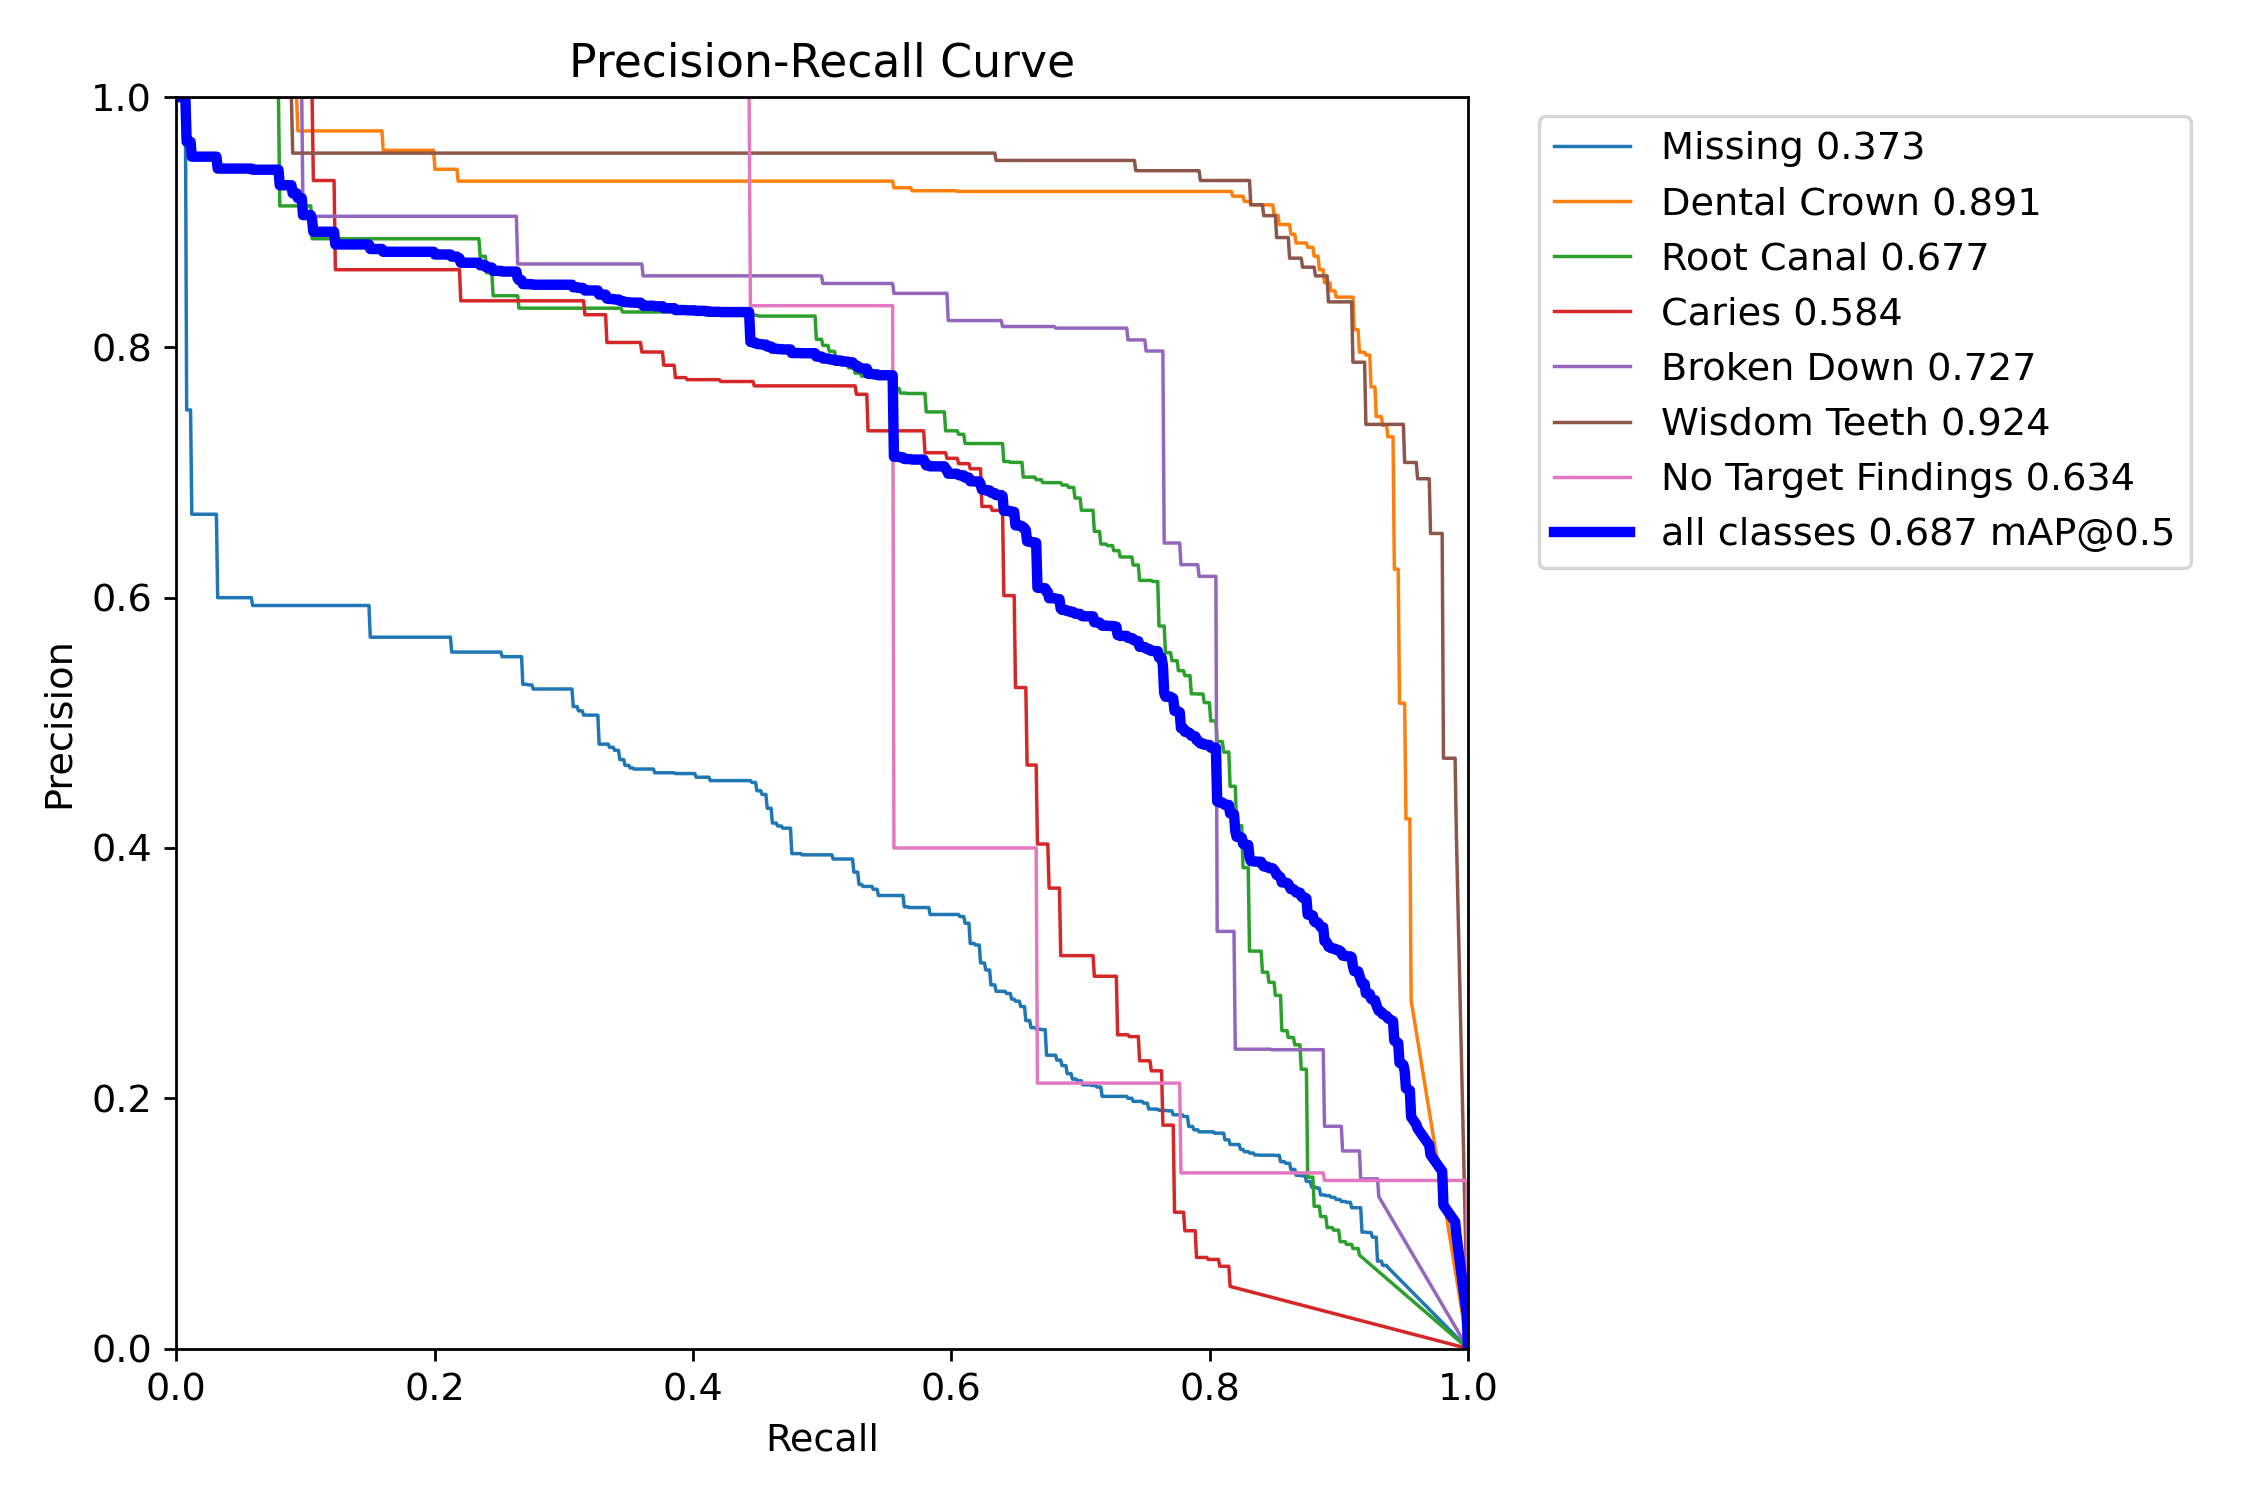 Precision-Recall Curve
1.0
0.8
0.6
0.4
0.2
0.0
Precision
0.0 0.2 0.4 0.6 0.8 1.0
Recall
Missing 0.373
Dental Crown 0.891
Root Canal 0.677
Caries 0.584
Broken Down 0.727
Wisdom Teeth 0.924
No Target Findings 0.634
all classes 0.687 mAP@0.5